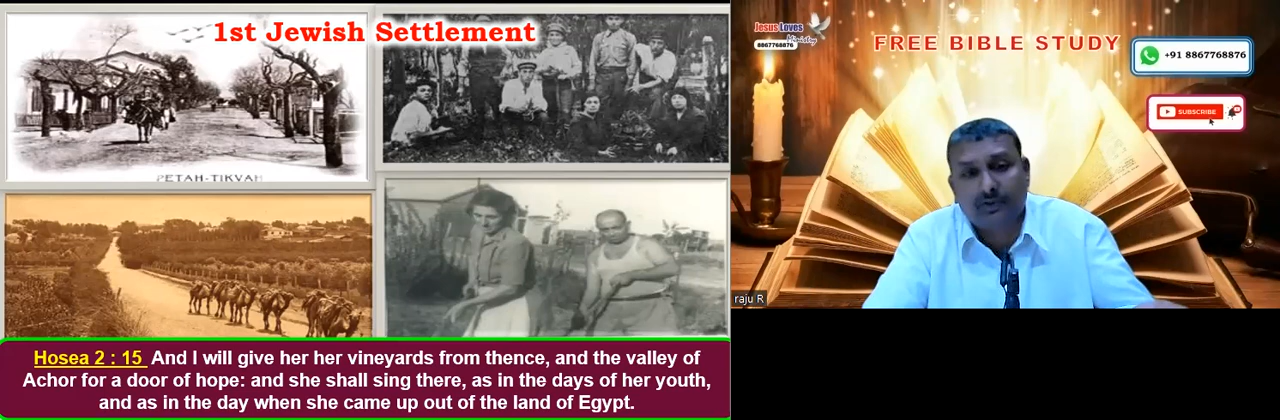 1st Jewish Settlement
PETAH-TIKVAH
Hosea 2 : 15 And I will give her her vineyards from thence, and the valley of
Achor for a door of hope: and she shall sing there, as in the days of her youth,
and as in the day when she came up out of the land of Egypt.
Jesus Loves
Ministry
8867768876
FREE BIBLE STUDY
+91 8867768876
SUBSCRIBE
raju R